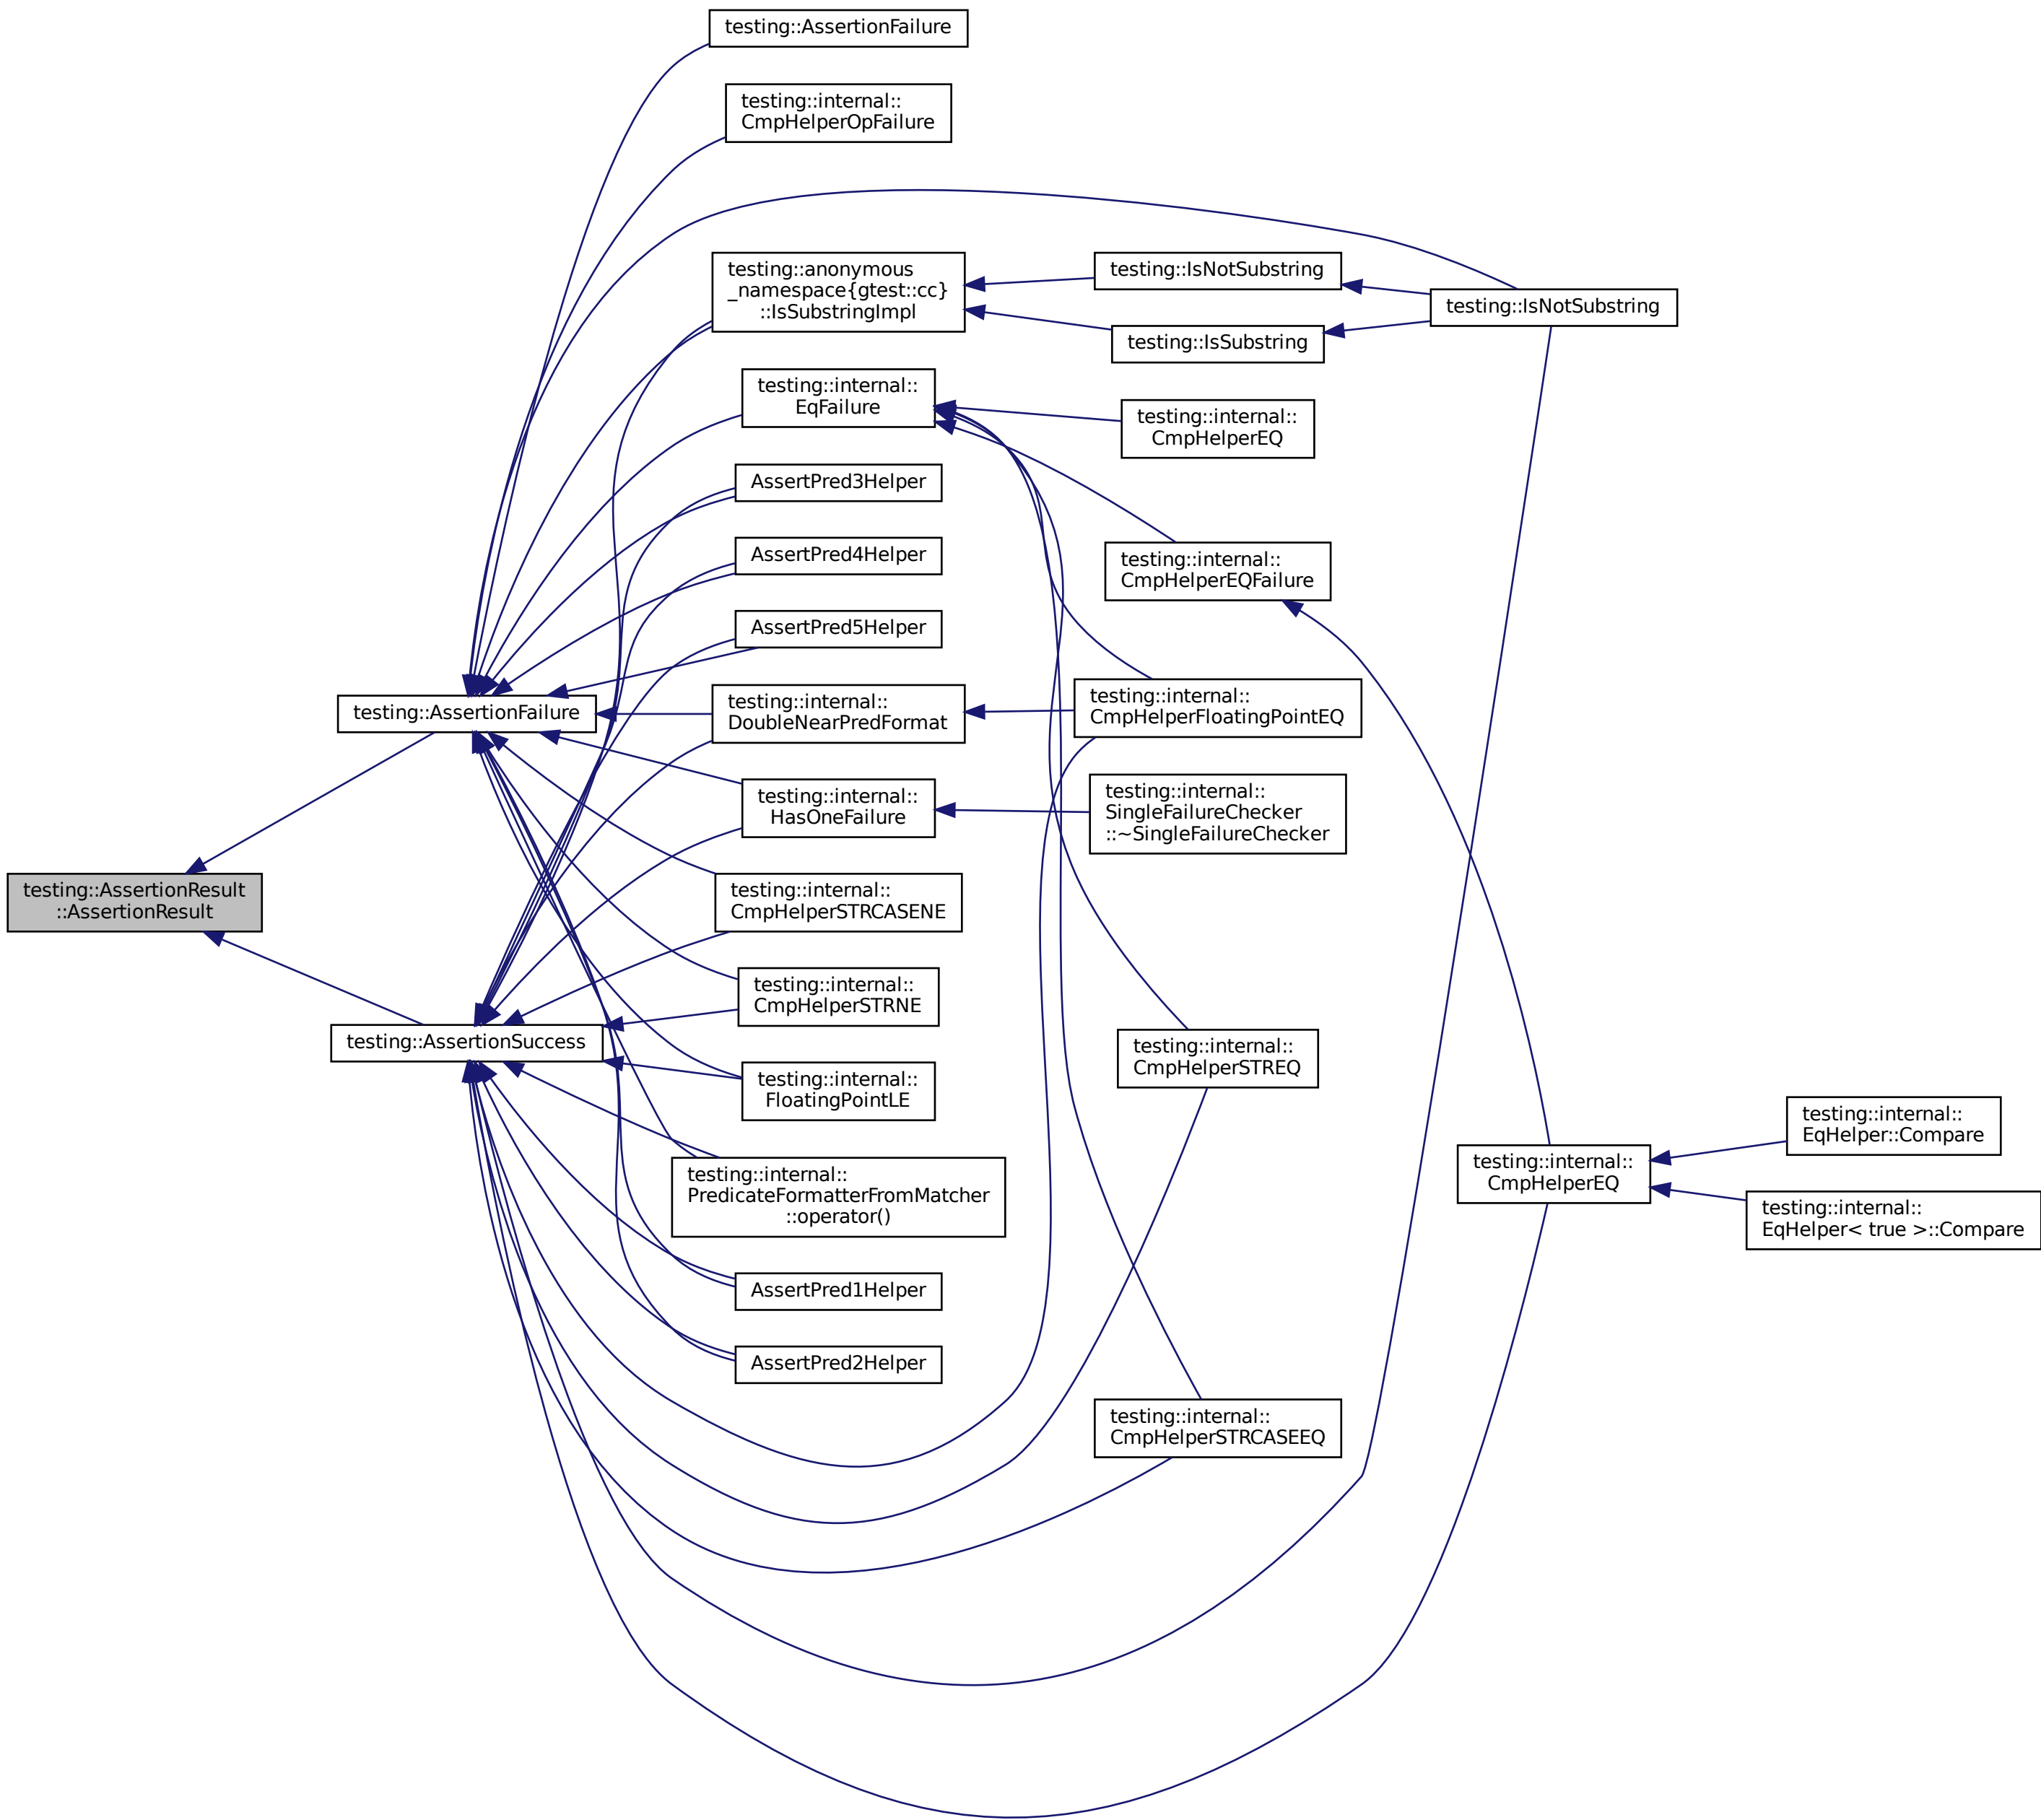 testing::AssertionFailure
testing::internal::
CmpHelperOpFailure
testing::anonymous
_namespace{gtest::cc}
::IsSubstringImpl
testing::IsNotSubstring
testing::IsNotSubstring
testing::IsSubstring
testing::internal::
EqFailure
testing::internal::
CmpHelperEQ
AssertPred3Helper
AssertPred4Helper
testing::internal::
CmpHelperEQFailure
AssertPred5Helper
testing::AssertionFailure
testing::internal::
DoubleNearPredFormat
testing::internal::
CmpHelperFloatingPointEQ
testing::internal::
HasOneFailure
testing::internal::
SingleFailureChecker
::~SingleFailureChecker
testing::AssertionResult
::AssertionResult
testing::internal::
CmpHelperSTRCASENE
testing::internal::
CmpHelperSTRNE
testing::AssertionSuccess
testing::internal::
CmpHelperSTREQ
testing::internal::
FloatingPointLE
testing::internal::
EqHelper::Compare
testing::internal::
PredicateFormatterFromMatcher
::operator()
testing::internal::
CmpHelperEQ
testing::internal::
EqHelper< true >::Compare
AssertPred1Helper
AssertPred2Helper
testing::internal::
CmpHelperSTRCASEEQ